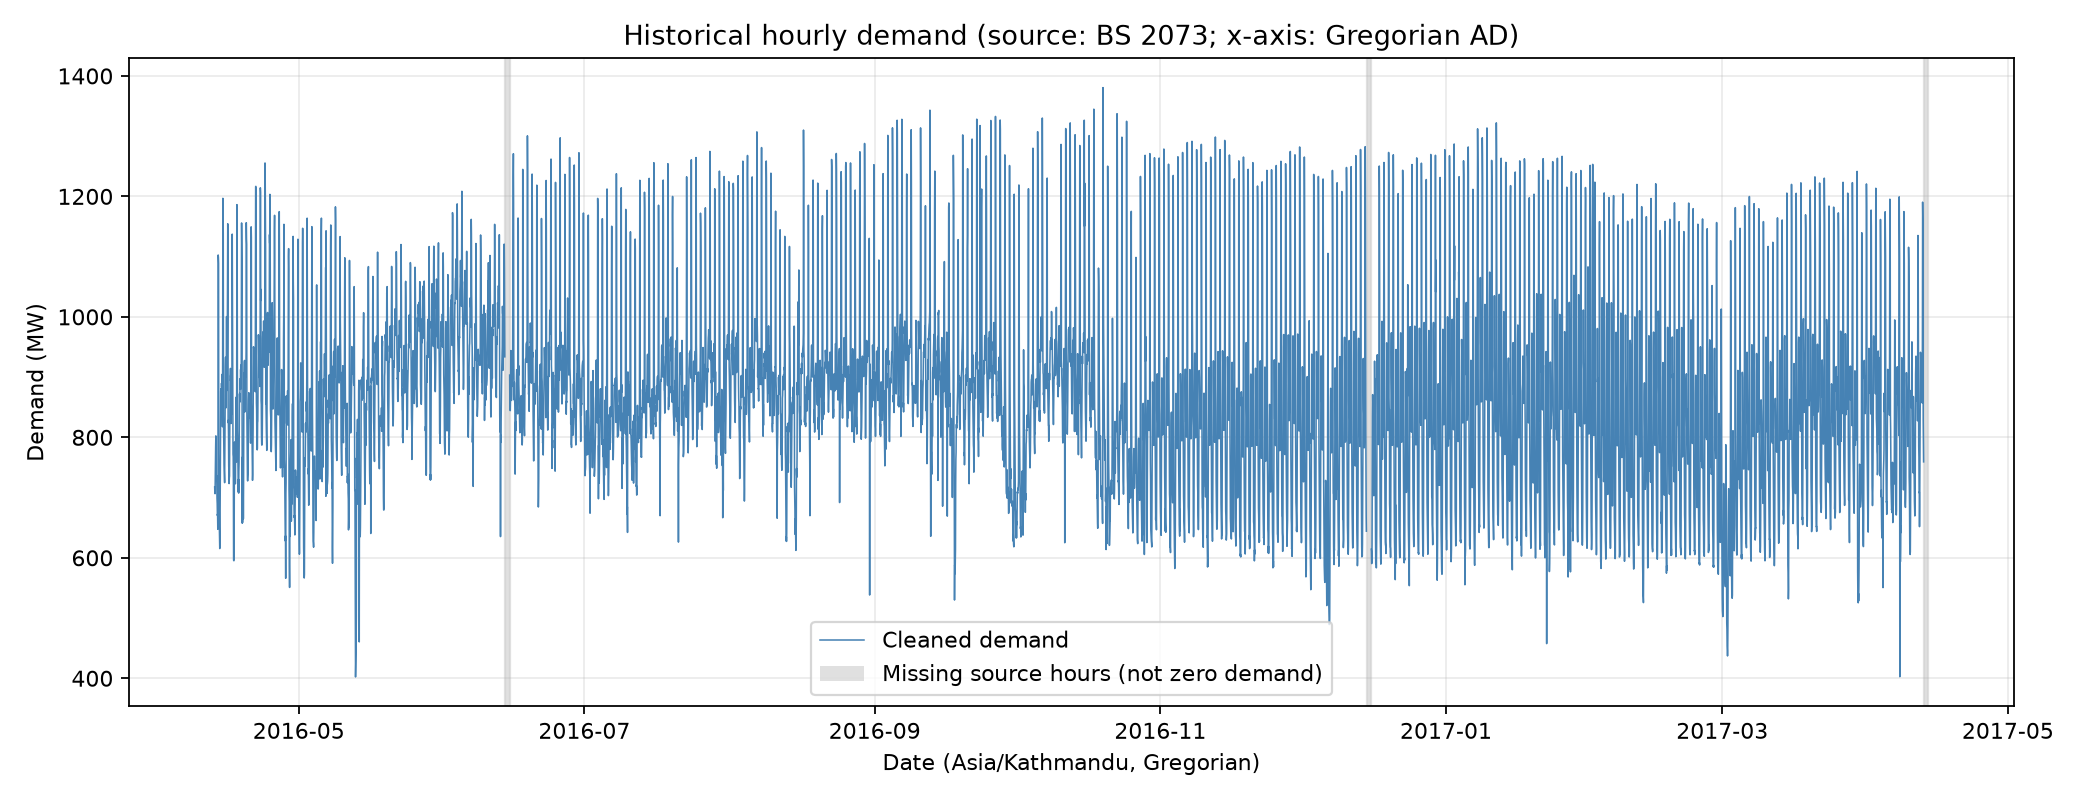 Historical hourly demand (source: BS 2073; x-axis: Gregorian AD)
Demand (MW)
1400
1200
1000
800
600
400
Cleaned demand
Missing source hours (not zero demand)
2016-05 2016-07 2016-09 2016-11 2017-01 2017-03 2017-05
Date (Asia/Kathmandu, Gregorian)